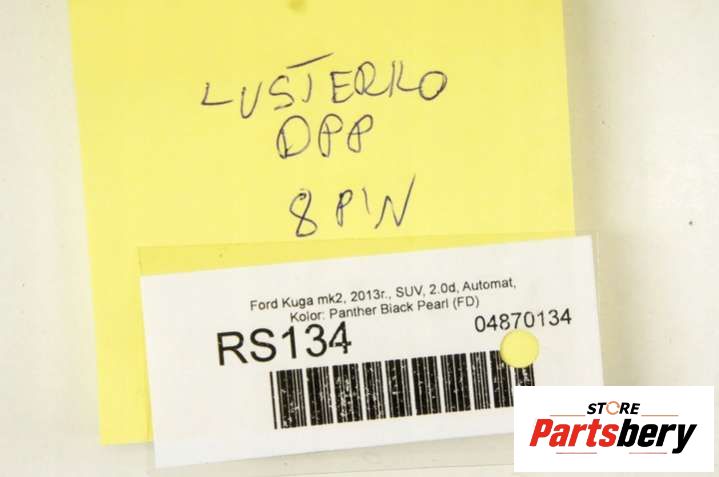 LUSTERKO
DPP
8 PIN
Ford Kuga mk2, 2013r., SUV, 2.0d, Automat,
Kolor: Panther Black Pearl (FD)
RS134
04870134
STORE
Partsbery